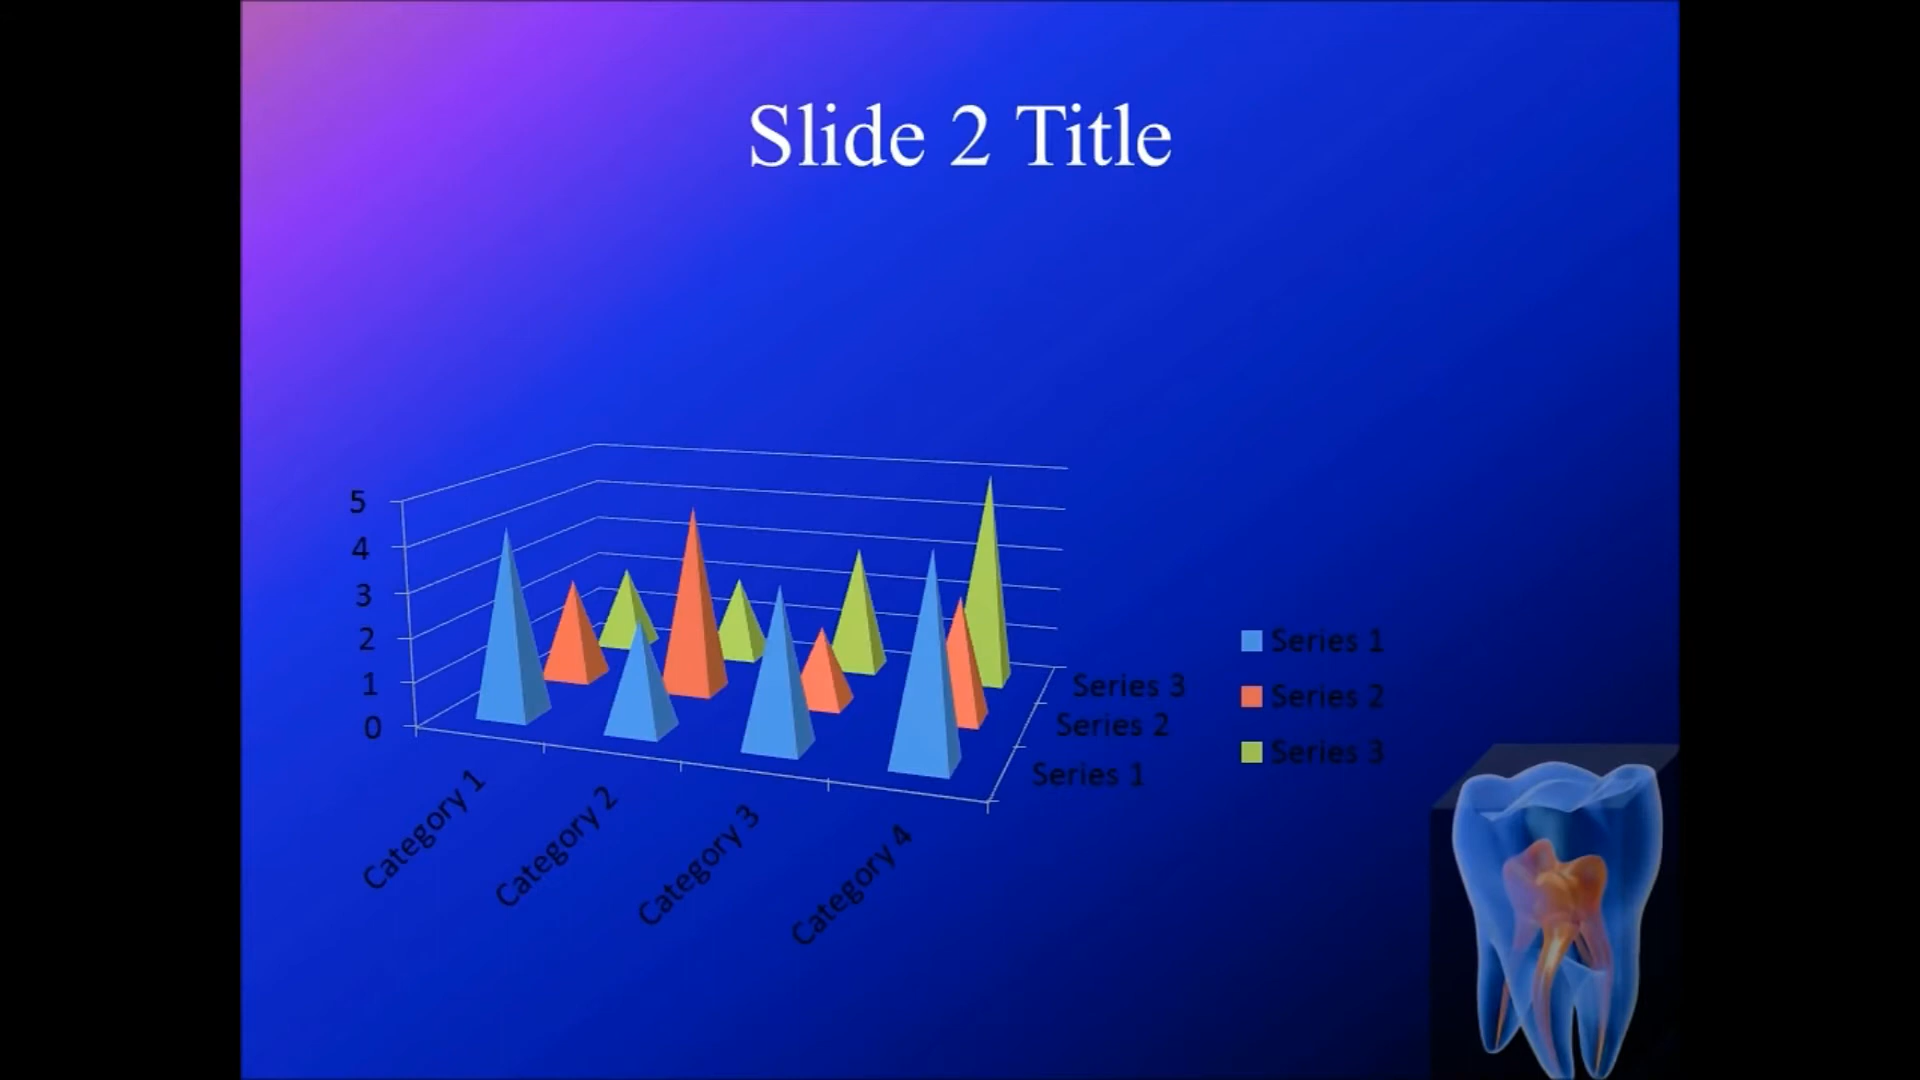 Slide 2 Title
5
4
3
2
1
0
Category 1
Category 2
Category 3
Category 4
Series 3
Series 2
Series 1
Series 1
Series 2
Series 3